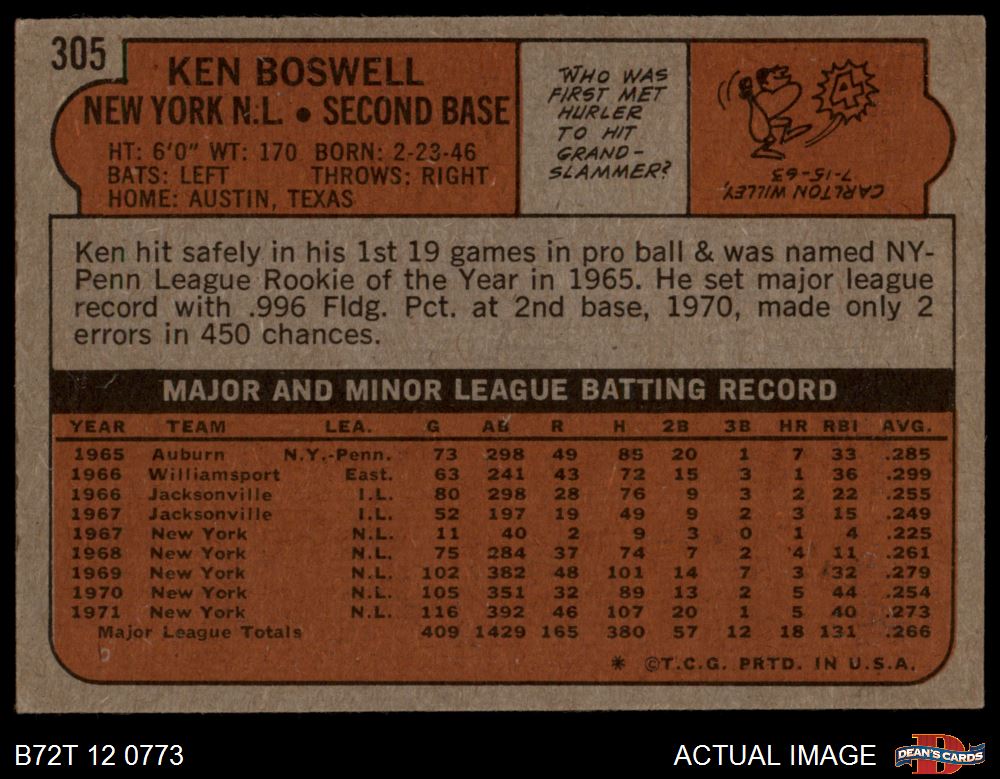 305
KEN BOSWELL
NEW YORK N.L. • SECOND BASE
HT: 6'0" WT: 170 BORN: 2-23-46
BATS: LEFT THROWS: RIGHT
HOME: AUSTIN, TEXAS
WHO WAS
FIRST MET
HURLER
TO HIT
GRAND-
SLAMMER?
4
CARLTON WILLEY,
7-15-63
Ken hit safely in his 1st 19 games in pro ball & was named NY-
Penn League Rookie of the Year in 1965. He set major league
record with .996 Fldg. Pct. at 2nd base, 1970, made only 2
errors in 450 chances.
MAJOR AND MINOR LEAGUE BATTING RECORD
YEAR TEAM LEA. G AB R H 2B 3B HR RBI AVG.
1965 Auburn N.Y.-Penn. 73 298 49 85 20 1 7 33 .285
1966 Williamsport East. 63 241 43 72 15 3 1 36 .299
1966 Jacksonville I.L. 80 298 28 76 9 3 2 22 .255
1967 Jacksonville I.L. 52 197 19 49 9 2 3 15 .249
1967 New York N.L. 11 40 2 9 3 0 1 4 .225
1968 New York N.L. 75 284 37 74 7 2 4 11 .261
1969 New York N.L. 102 382 48 101 14 7 3 32 .279
1970 New York N.L. 105 351 32 89 13 2 5 44 .254
1971 New York N.L. 116 392 46 107 20 1 5 40 .273
Major League Totals 409 1429 165 380 57 12 18 131 .266
* ©T.C.G. PRTD. IN U.S.A.
B72T 12 0773
ACTUAL IMAGE
D
DEAN'S CARDS